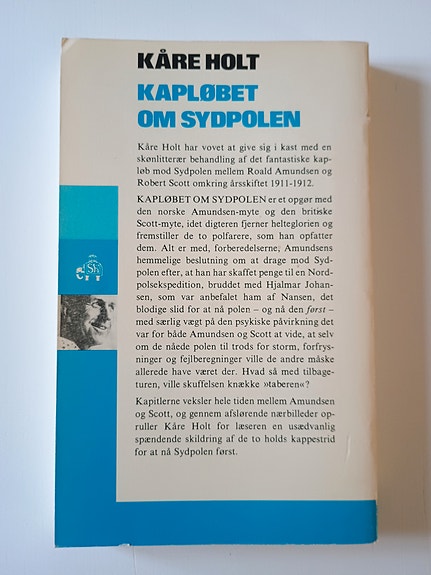 KÅRE HOLT
KAPLØBET
OM SYDPOLEN
Kåre Holt har vovet at give sig i kast med en
skønlitterær behandling af det fantastiske kap-
løb mod Sydpolen mellem Roald Amundsen og
Robert Scott omkring årsskiftet 1911-1912.
KAPLØBET OM SYDPOLEN er et opgør med
den norske Amundsen-myte og den britiske
Scott-myte, idet digteren fjerner helteglorien og
fremstiller de to polfarere, som han opfatter
dem. Alt er med, forberedelserne, Amundsens
hemmelige beslutning om at drage mod Syd-
polen efter, at han har skaffet penge til en Nord-
polsekspedition, bruddet med Hjalmar Johan-
sen, som var anbefalet ham af Nansen, det
blodige slid for at nå polen – og nå den først –
med særlig vægt på den psykiske påvirkning det
var for både Amundsen og Scott at vide, at selv
om de nåede polen til trods for storm, forfrys-
ninger og fejlberegninger ville de andre måske
allerede have været der. Hvad så med tilbage-
turen, ville skuffelsen knække »taberen«?
Kapitlerne veksler hele tiden mellem Amundsen
og Scott, og gennem afslørende nærbilleder op-
ruller Kåre Holt for læseren en usædvanlig
spændende skildring af de to holds kappestrid
for at nå Sydpolen først.